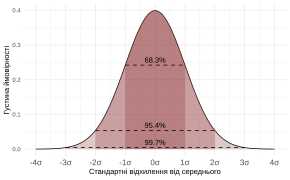 Густина ймовірності
0.4
0.3
0.2
0.1
0.0
68.3%
95.4%
99.7%
-4σ -3σ -2σ -1σ 0σ 1σ 2σ 3σ 4σ
Стандартні відхилення від середнього